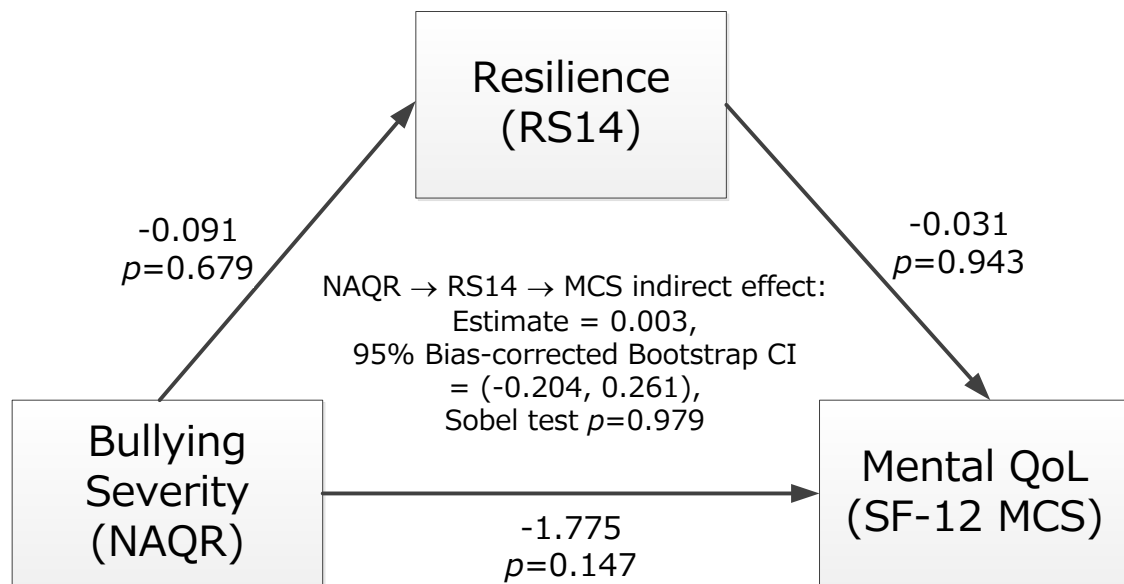 Resilience
(RS14)
-0.091
p=0.679
-0.031
p=0.943
NAQR → RS14 → MCS indirect effect:
Estimate = 0.003,
95% Bias-corrected Bootstrap CI
= (-0.204, 0.261),
Sobel test p=0.979
Bullying
Severity
(NAQR)
Mental QoL
(SF-12 MCS)
-1.775
p=0.147